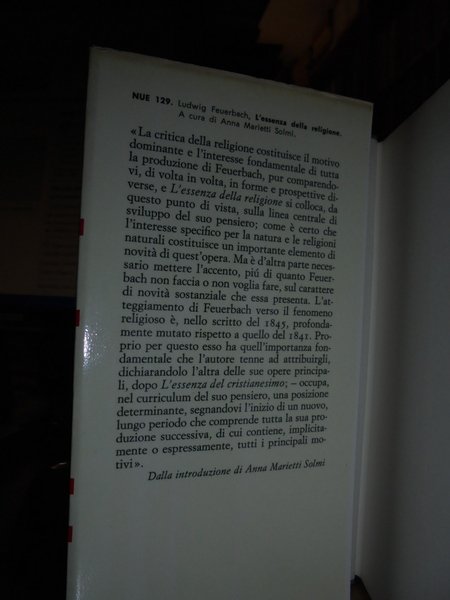 NUE 129. Ludwig Feuerbach, L'essenza della religione.
A cura di Anna Marietti Solmi.
«La critica della religione costituisce il motivo
dominante e l'interesse fondamentale di tutta
la produzione di Feuerbach, pur comprendendo-
vi, di volta in volta, in forme e prospettive di-
verse, e L'essenza della religione si colloca, da
questo punto di vista, sulla linea centrale di
sviluppo del suo pensiero; come è certo che
l'interesse specifico per la natura e le religioni
naturali costituisce un importante elemento di
novità di quest'opera. Ma è d'altra parte neces-
sario mettere l'accento, piú di quanto Feuer-
bach non faccia o non voglia fare, sul carattere
di novità sostanziale che essa presenta. L'at-
teggiamento di Feuerbach verso il fenomeno
religioso è, nello scritto del 1845, profonda-
mente mutato rispetto a quello del 1841. Pro-
prio per questo esso ha quell'importanza fon-
damentale che l'autore tenne ad attribuirgli,
dichiarandolo l'altra delle sue opere principa-
li, dopo L'essenza del cristianesimo; – occupa,
nel curriculum del suo pensiero, una posizione
determinante, segnandovi l'inizio di un nuovo,
lungo periodo che comprende tutta la sua pro-
duzione successiva, di cui contiene, implicita-
mente o espressamente, tutti i principali mo-
tivi».
Dalla introduzione di Anna Marietti Solmi